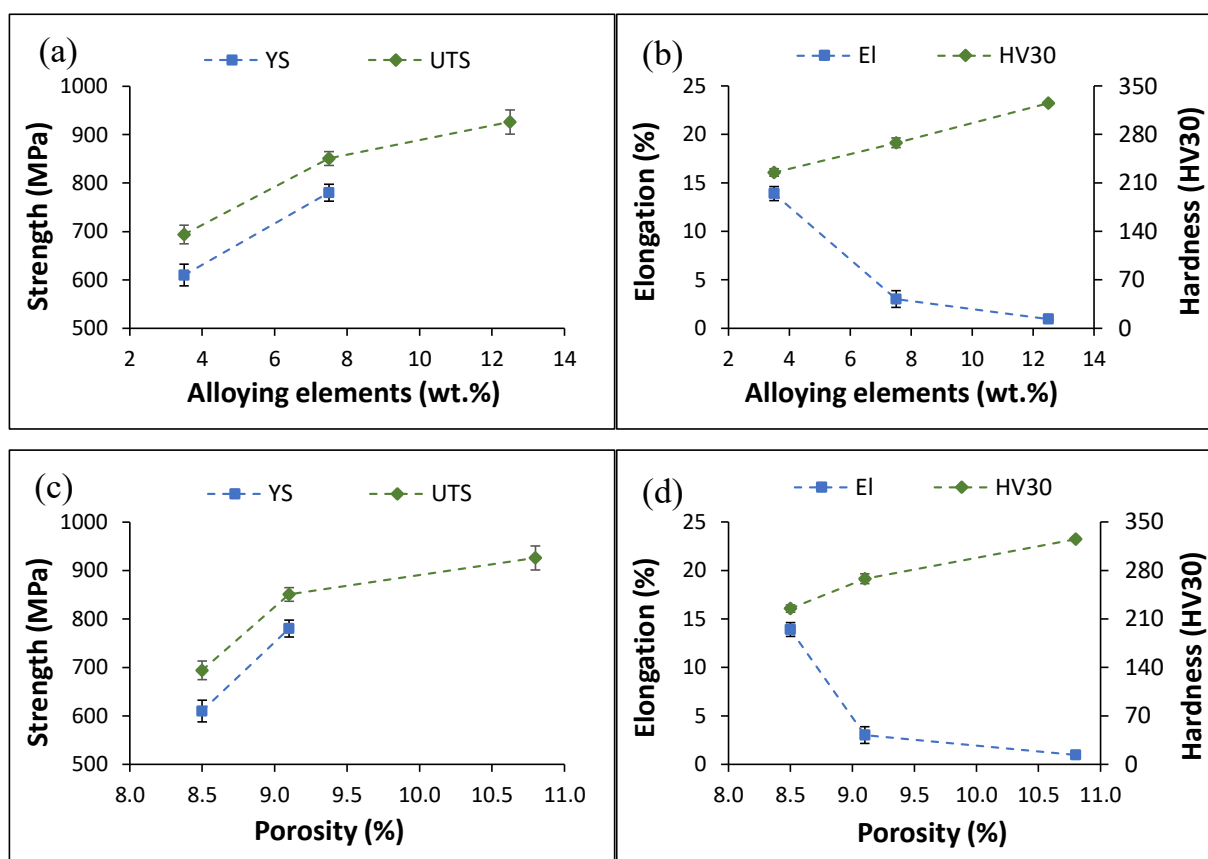 (a)
YS
UTS
1000
900
800
700
600
500
Strength (MPa)
2 4 6 8 10 12 14
Alloying elements (wt.%)
(b)
El
HV30
25
20
15
10
5
0
Elongation (%)
350
280
210
140
70
0
Hardness (HV30)
2 4 6 8 10 12 14
Alloying elements (wt.%)
(c)
YS
UTS
1000
900
800
700
600
500
Strength (MPa)
8.0 8.5 9.0 9.5 10.0 10.5 11.0
Porosity (%)
(d)
El
HV30
25
20
15
10
5
0
Elongation (%)
350
280
210
140
70
0
Hardness (HV30)
8.0 8.5 9.0 9.5 10.0 10.5 11.0
Porosity (%)